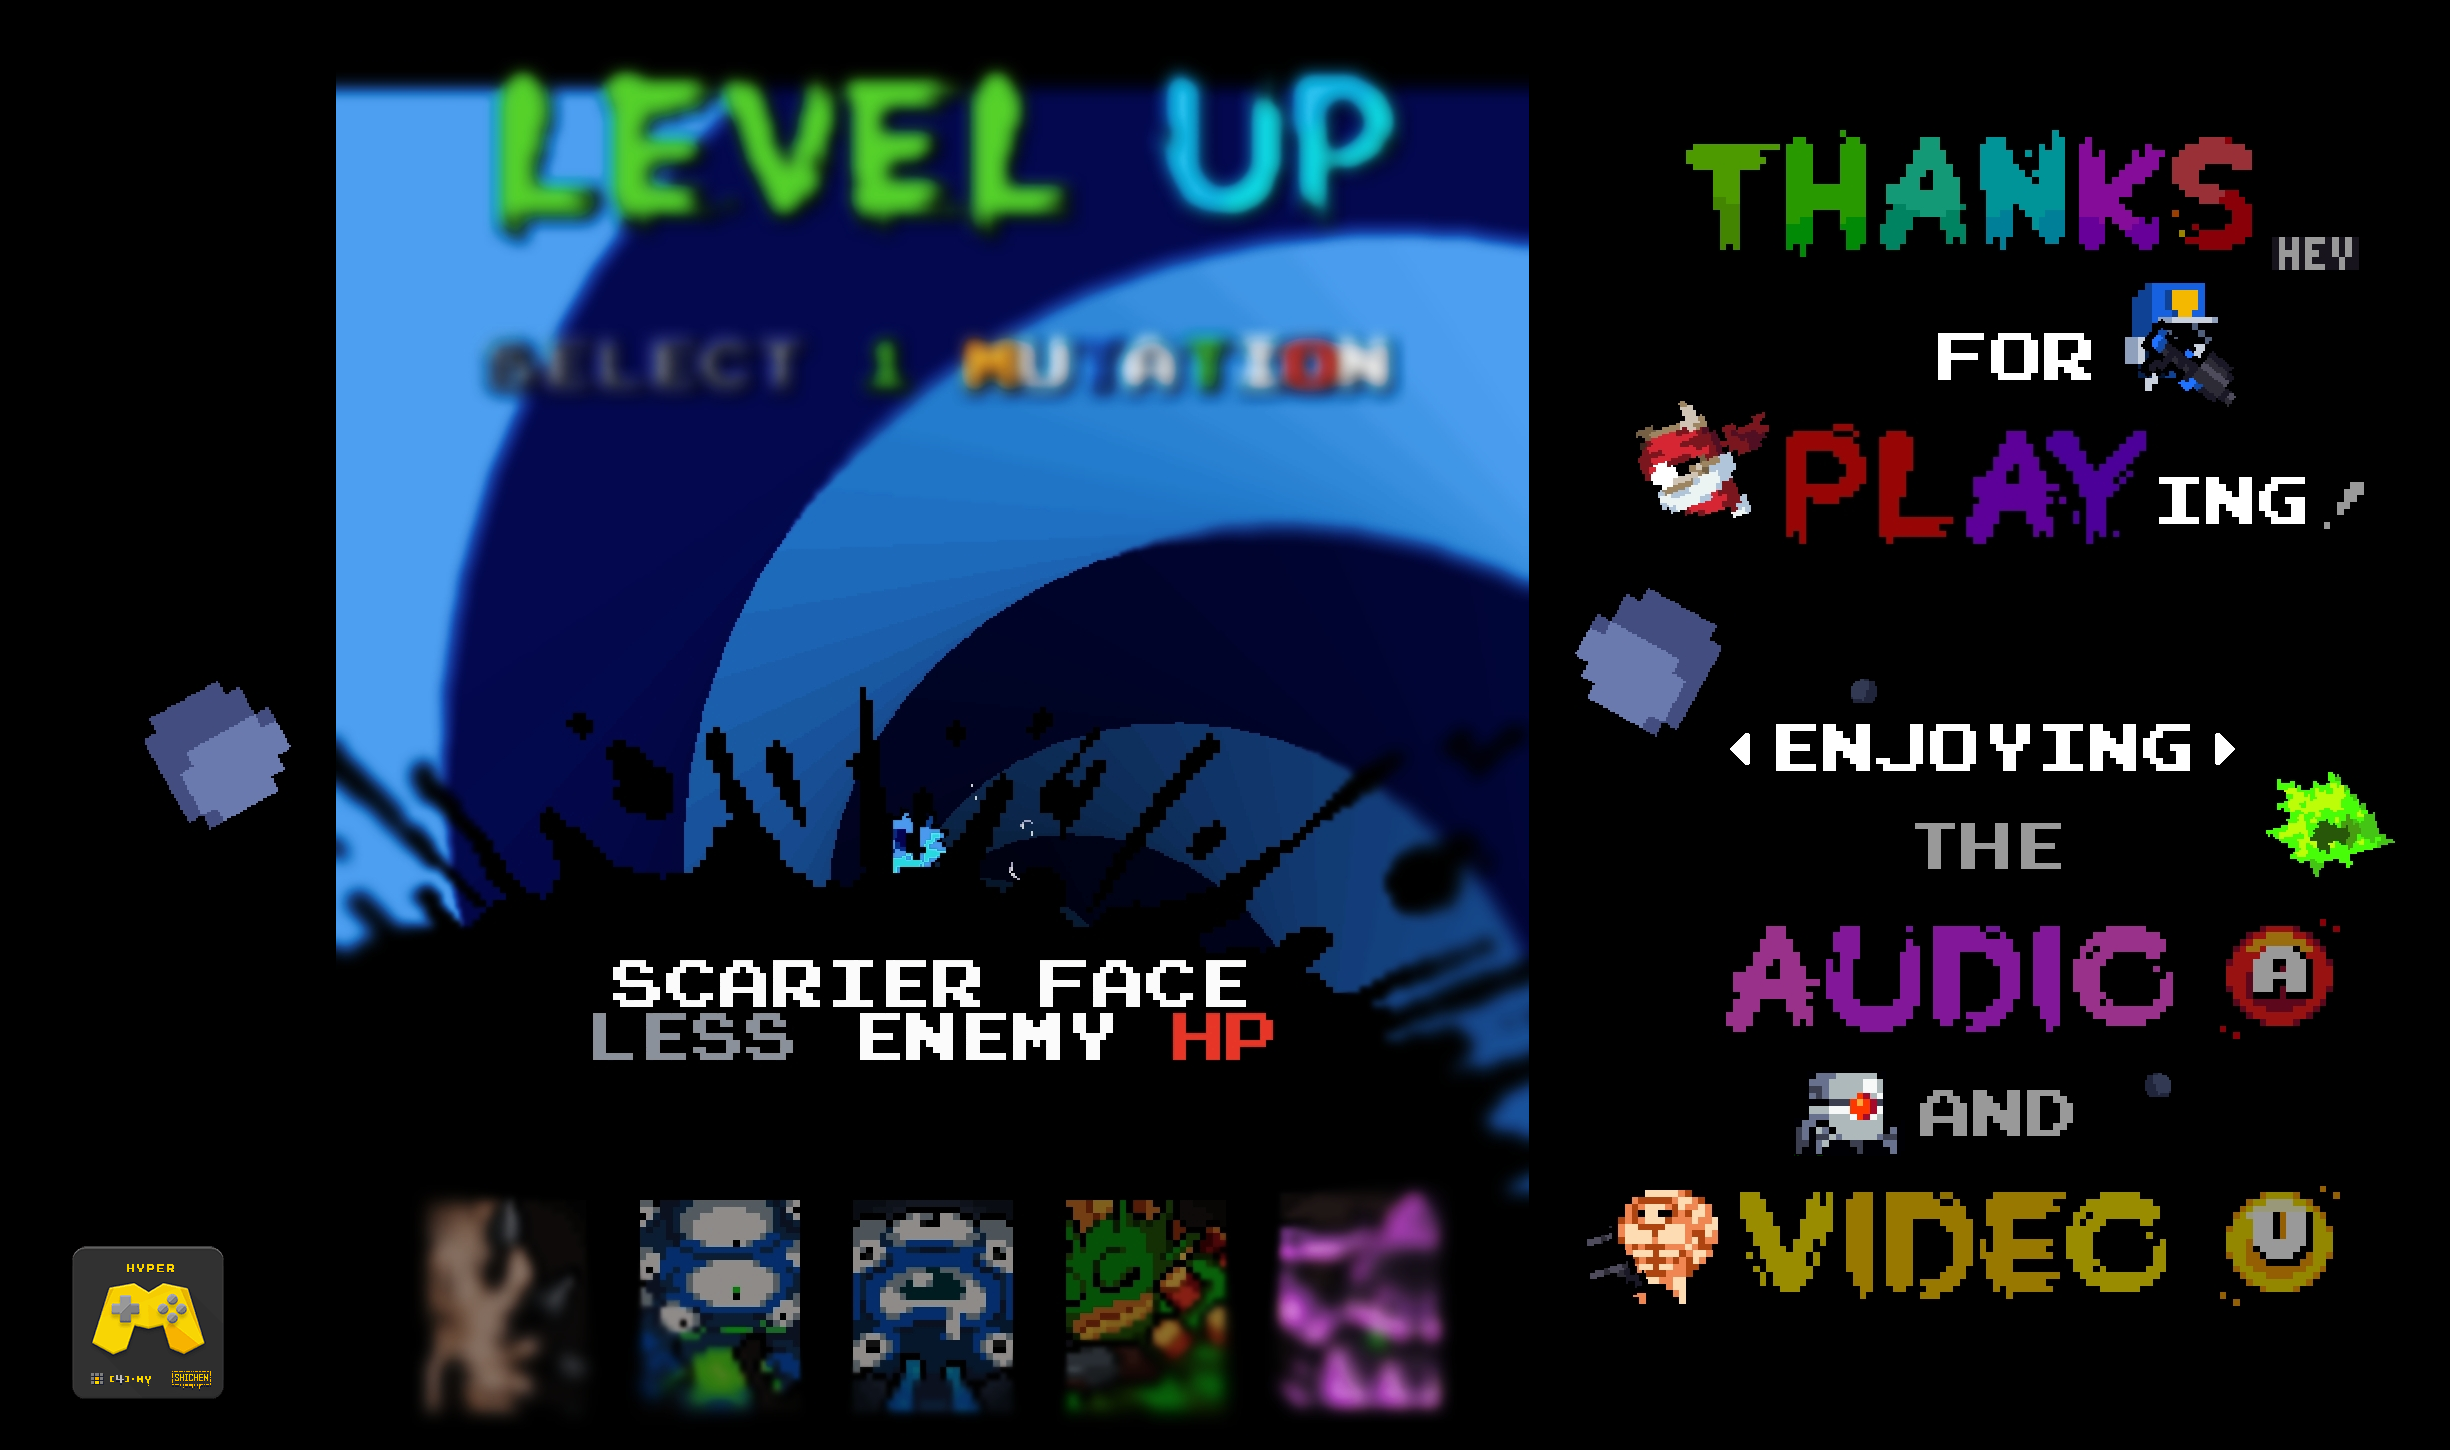 LEVEL UP
SELECT 1 MUTATION
SCARIER FACE
LESS ENEMY HP
HYPER
SHICHEN
THANKS
HEY
FOR
PLAYING!
ENJOYING
THE
AUDIO A
AND
VIDEO U